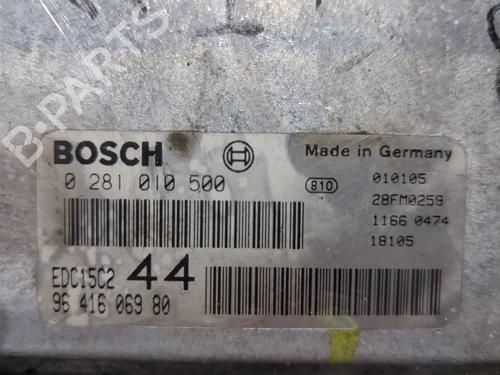 B-PARTS
BOSCH
Made in Germany
0 281 010 500
810
010105
28FM0259
1166 0474
18105
EDC15C2 44
96 416 069 80